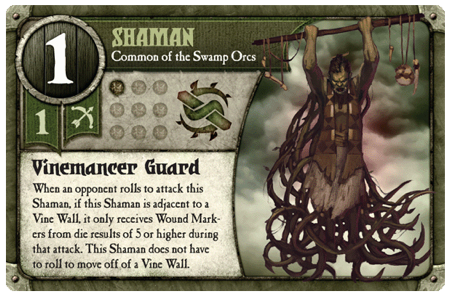 SHAMAN
Common of the Swamp Orcs
1
1
Vinemancer Guard
When an opponent rolls to attack this
Shaman, if this Shaman is adjacent to a
Vine Wall, it only receives Wound Mark-
ers from die results of 5 or higher during
that attack. This Shaman does not have
to roll to move off of a Vine Wall.